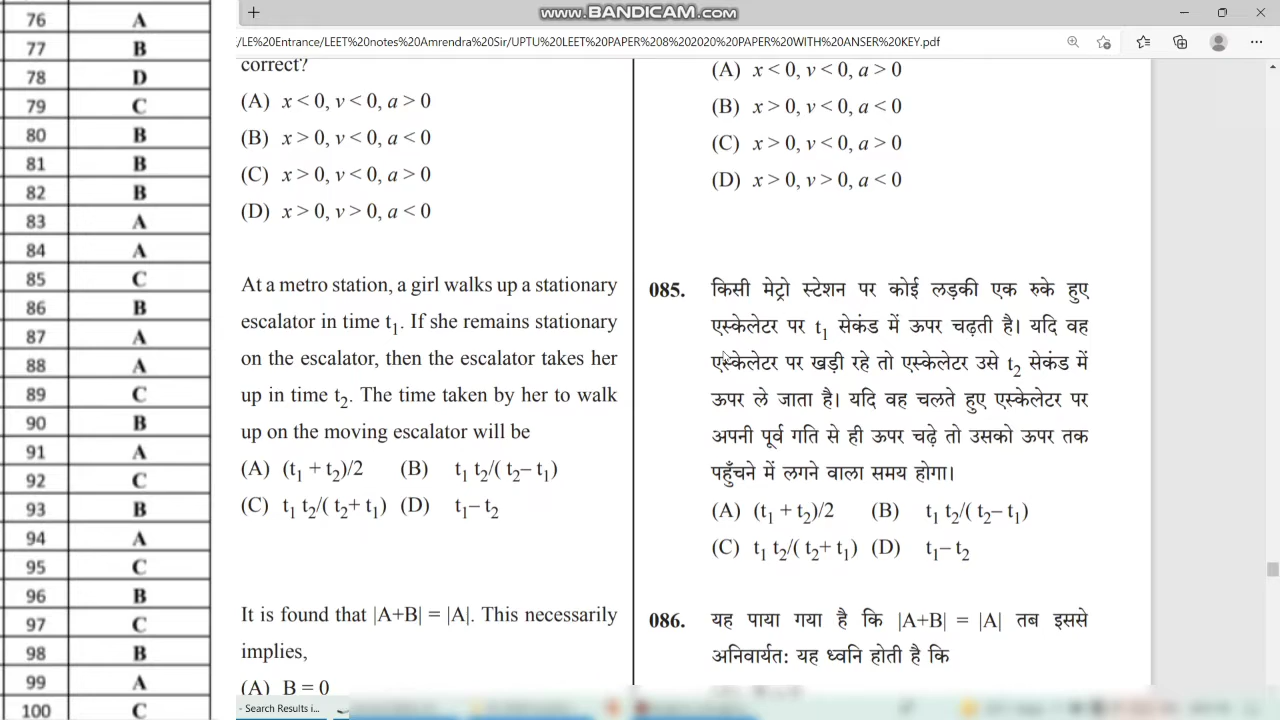 www.BANDICAM.com
/LE%20Entrance/LEET%20notes%20Amrendra%20Sir/UPTU%20LEET%20PAPER%208%202020%20PAPER%20WITH%20ANSER%20KEY.pdf
76 A
77 B
78 D
79 C
80 B
81 B
82 B
83 A
84 A
85 C
86 B
87 A
88 A
89 C
90 B
91 A
92 C
93 B
94 A
95 C
96 B
97 C
98 B
99 A
100 C
correct?
(A) x < 0, v < 0, a > 0
(B) x > 0, v < 0, a < 0
(C) x > 0, v < 0, a > 0
(D) x > 0, v > 0, a < 0
At a metro station, a girl walks up a stationary
escalator in time t₁. If she remains stationary
on the escalator, then the escalator takes her
up in time t₂. The time taken by her to walk
up on the moving escalator will be
(A) (t₁ + t₂)/2 (B) t₁ t₂/( t₂– t₁)
(C) t₁ t₂/( t₂+ t₁) (D) t₁– t₂
It is found that |A+B| = |A|. This necessarily
implies,
(A) B = 0
(A) x < 0, v < 0, a > 0
(B) x > 0, v < 0, a < 0
(C) x > 0, v < 0, a > 0
(D) x > 0, v > 0, a < 0
085. किसी मेट्रो स्टेशन पर कोई लड़की एक रुके हुए
एस्केलेटर पर t₁ सेकंड में ऊपर चढ़ती है। यदि वह
एस्केलेटर पर खड़ी रहे तो एस्केलेटर उसे t₂ सेकंड में
ऊपर ले जाता है। यदि वह चलते हुए एस्केलेटर पर
अपनी पूर्व गति से ही ऊपर चढ़े तो उसको ऊपर तक
पहुँचने में लगने वाला समय होगा।
(A) (t₁ + t₂)/2 (B) t₁ t₂/( t₂– t₁)
(C) t₁ t₂/( t₂+ t₁) (D) t₁– t₂
086. यह पाया गया है कि |A+B| = |A| तब इससे
अनिवार्यत: यह ध्वनि होती है कि
- Search Results i...